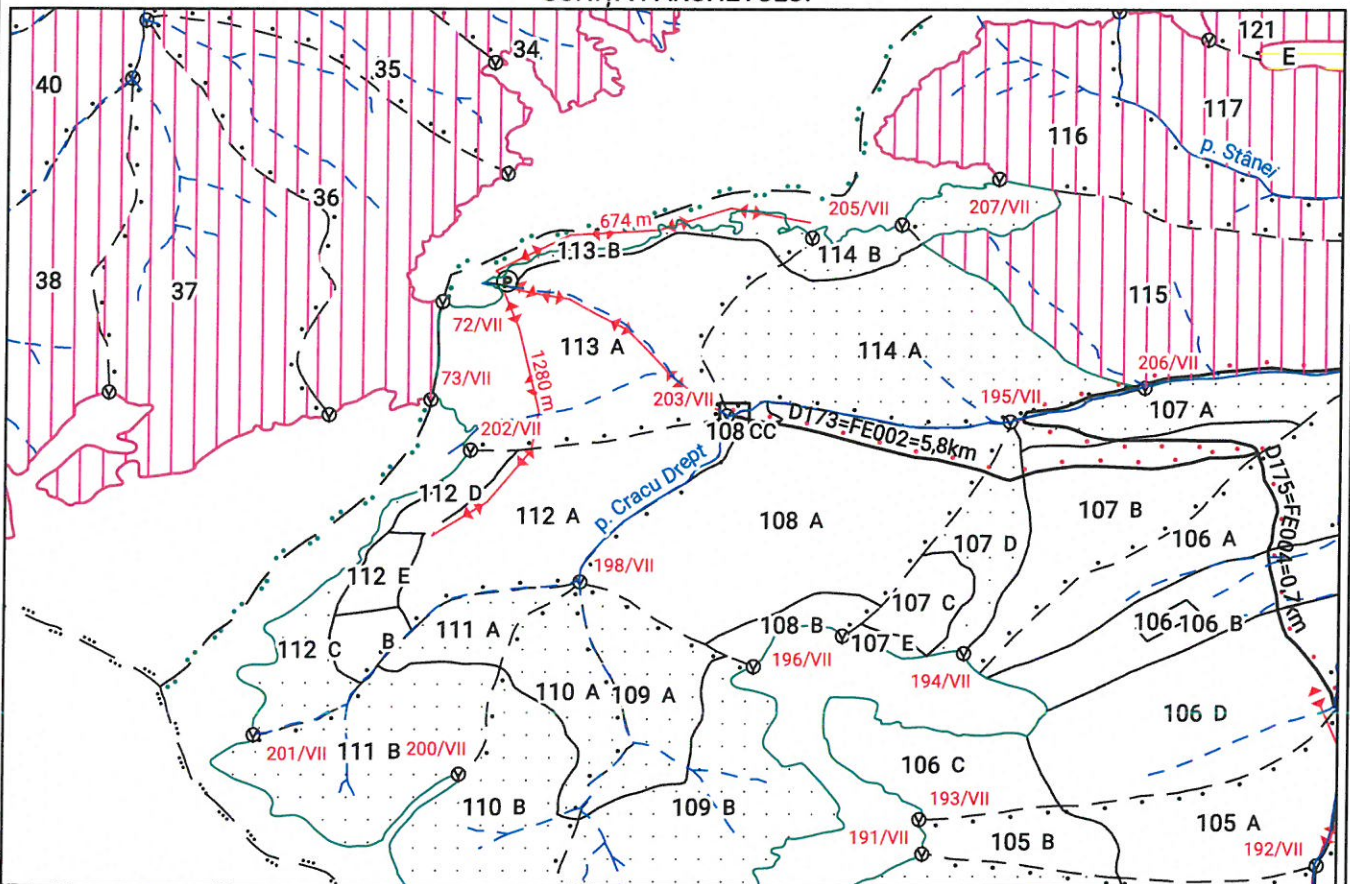 34
121
E
35
40
117
116
p. Stânei
36
205/VII
207/VII
674 m
113 B
114 B
38
37
115
72/VII
113 A
114 A
206/VII
1280 m
73/VII
203/VII
195/VII
107 A
D173=FE002=5,8km
202/VII
108 CC
p. Cracu Drept
D175=FE004=0,7km
112 D
112 A
108 A
107 B
106 A
107 D
198/VII
112 E
107 C
111 A
108 B
106
106 B
112 C
B
107 E
196/VII
194/VII
110 A
109 A
106 D
201/VII
111 B
200/VII
106 C
193/VII
110 B
109 B
191/VII
105 B
105 A
192/VII